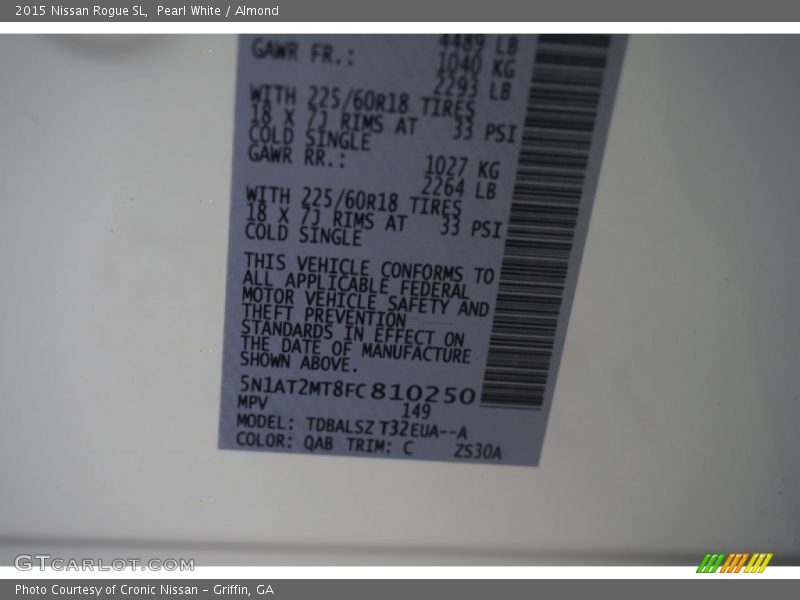 2015 Nissan Rogue SL, Pearl White / Almond
4489 LB
GAWR FR.: 1040 KG
2293 LB
WITH 225/60R18 TIRES
18 X 7J RIMS AT 33 PSI
COLD SINGLE
GAWR RR.: 1027 KG
2264 LB
WITH 225/60R18 TIRES
18 X 7J RIMS AT 33 PSI
COLD SINGLE
THIS VEHICLE CONFORMS TO
ALL APPLICABLE FEDERAL
MOTOR VEHICLE SAFETY AND
THEFT PREVENTION
STANDARDS IN EFFECT ON
THE DATE OF MANUFACTURE
SHOWN ABOVE.
5N1AT2MT8FC810250
MPV 149
MODEL: TDBALSZ T32EUA--A
COLOR: QAB TRIM: C ZS30A
GTCARLOT.COM
Photo Courtesy of Cronic Nissan - Griffin, GA